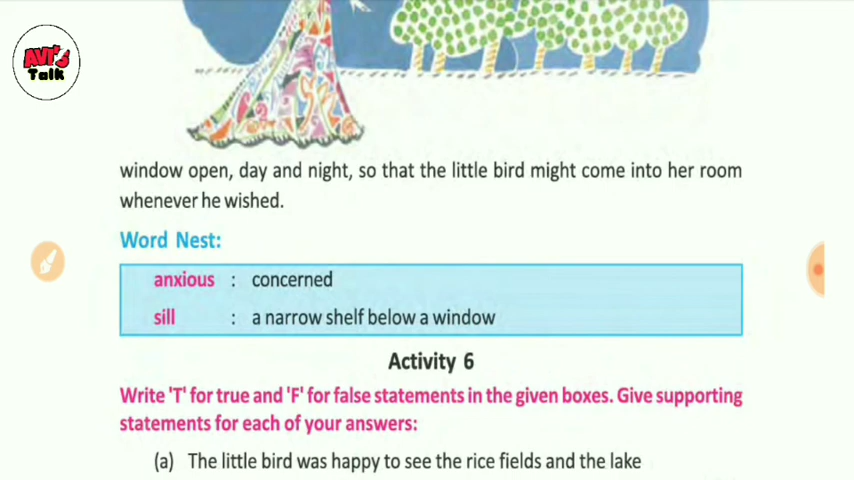 AVI'S
Talk
window open, day and night, so that the little bird might come into her room
whenever he wished.
Word Nest:
anxious : concerned
sill : a narrow shelf below a window
Activity 6
Write 'T' for true and 'F' for false statements in the given boxes. Give supporting
statements for each of your answers:
(a) The little bird was happy to see the rice fields and the lake